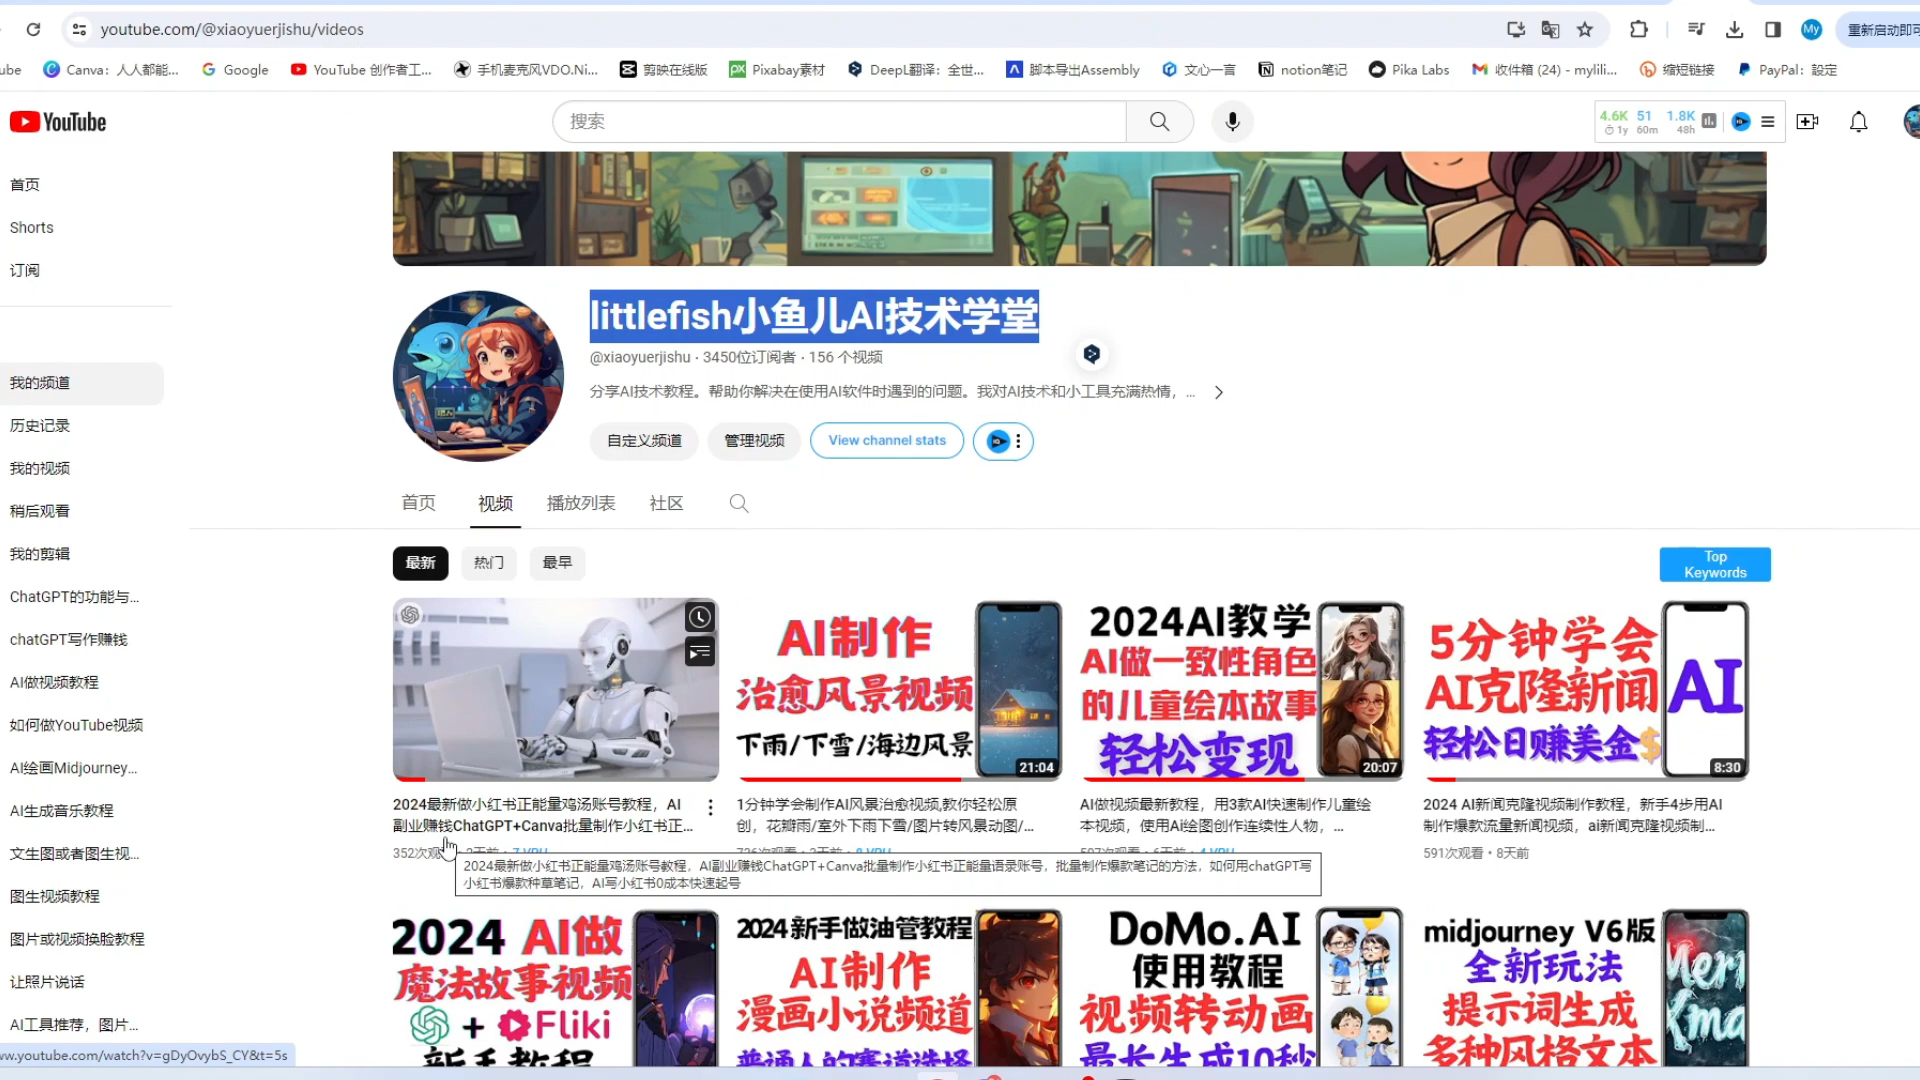 youtube.com/@xiaoyuerjishu/videos
重新启动即可
ube
Canva：人人都能...
Google
YouTube 创作者工...
手机麦克风VDO.Ni...
剪映在线版
Pixabay素材
DeepL翻译：全世...
脚本导出Assembly
文心一言
notion笔记
Pika Labs
收件箱 (24) - mylili...
缩短链接
PayPal：設定
YouTube
搜索
4.6K 51 1.8K
1y 60m 48h
首页
Shorts
订阅
我的频道
历史记录
我的视频
稍后观看
我的剪辑
ChatGPT的功能与...
chatGPT写作赚钱
AI做视频教程
如何做YouTube视频
AI绘画Midjourney...
AI生成音乐教程
文生图或者图生视...
图生视频教程
图片或视频换脸教程
让照片说话
AI工具推荐，图片...
littlefish小鱼儿AI技术学堂
@xiaoyuerjishu · 3450位订阅者 · 156 个视频
分享AI技术教程。帮助你解决在使用AI软件时遇到的问题。我对AI技术和小工具充满热情，...
自定义频道
管理视频
View channel stats
首页
视频
播放列表
社区
最新
热门
最早
Top
Keywords
AI制作
治愈风景视频
下雨/下雪/海边风景
21:04
2024AI教学
AI做一致性角色
的儿童绘本故事
轻松变现
20:07
5分钟学会
AI克隆新闻
轻松日赚美金
AI
8:30
2024最新做小红书正能量鸡汤账号教程，AI
副业赚钱ChatGPT+Canva批量制作小红书正...
352次观
1分钟学会制作AI风景治愈视频,教你轻松原
创，花瓣雨/室外下雨下雪/图片转风景动图/...
AI做视频最新教程，用3款AI快速制作儿童绘
本视频，使用Ai绘图创作连续性人物，...
2024 AI新闻克隆视频制作教程，新手4步用AI
制作爆款流量新闻视频，ai新闻克隆视频制...
591次观看 • 8天前
2024最新做小红书正能量鸡汤账号教程，AI副业赚钱ChatGPT+Canva批量制作小红书正能量语录账号，批量制作爆款笔记的方法，如何用chatGPT写
小红书爆款种草笔记，AI写小红书0成本快速起号
2024 AI做
魔法故事视频
+ Fliki
新手教程
2024新手做油管教程
AI制作
漫画小说频道
普通人的赛道选择
DoMo.AI
使用教程
视频转动画
最长生成10秒
midjourney V6版
全新玩法
提示词生成
多种风格文本
ww.youtube.com/watch?v=gDyOvybS_CY&t=5s